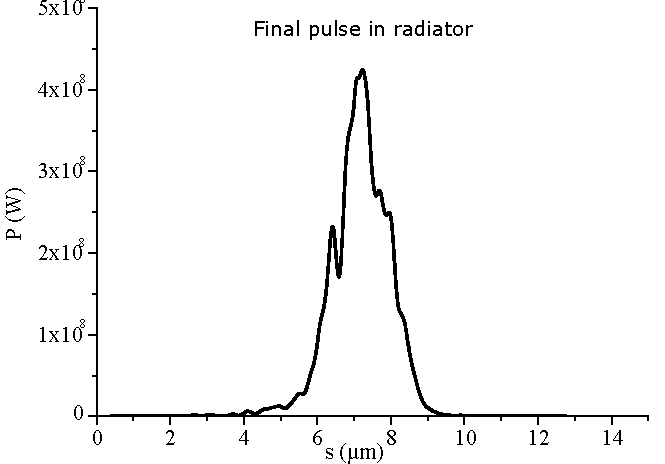 Final pulse in radiator
5x10⁸
4x10⁸
3x10⁸
2x10⁸
1x10⁸
0
P (W)
0 2 4 6 8 10 12 14
s (µm)